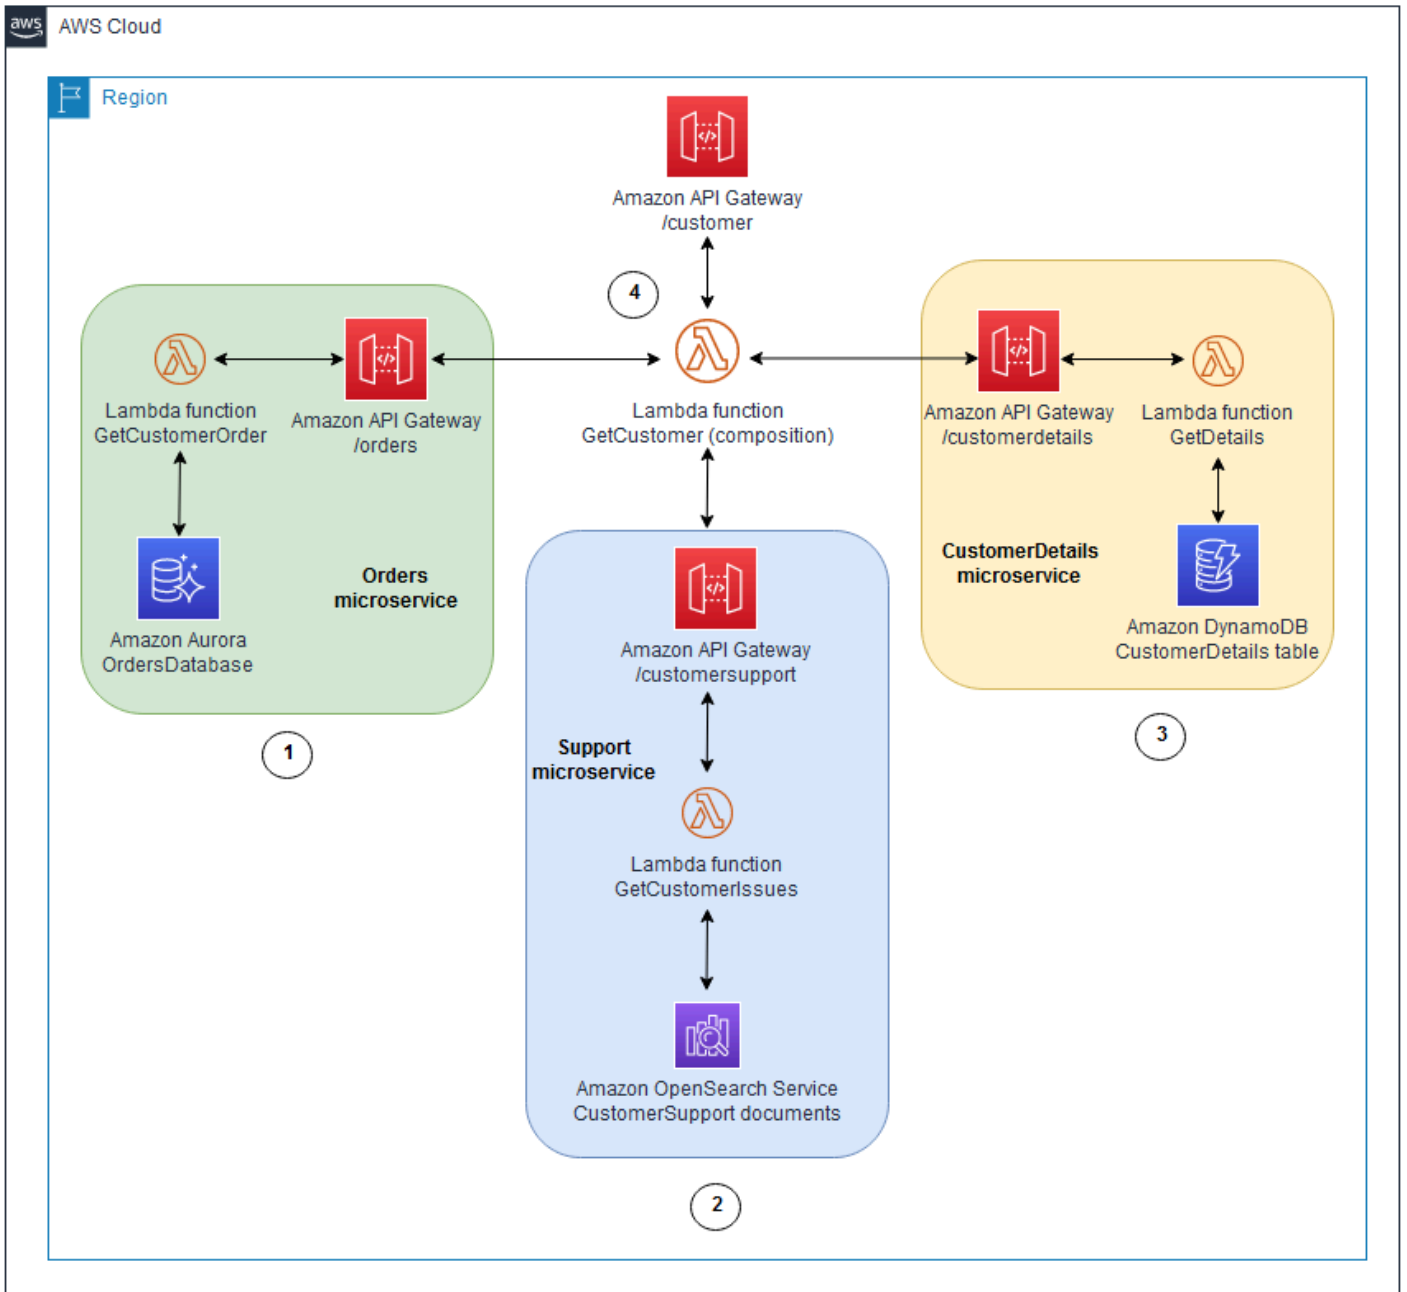 aws
AWS Cloud
Region
Amazon API Gateway
/customer
4
Lambda function
GetCustomerOrder
Amazon API Gateway
/orders
Lambda function
GetCustomer (composition)
Amazon API Gateway
/customerdetails
Lambda function
GetDetails
Amazon Aurora
OrdersDatabase
Orders
microservice
1
Amazon API Gateway
/customersupport
Support
microservice
Lambda function
GetCustomerIssues
Amazon OpenSearch Service
CustomerSupport documents
2
CustomerDetails
microservice
Amazon DynamoDB
CustomerDetails table
3